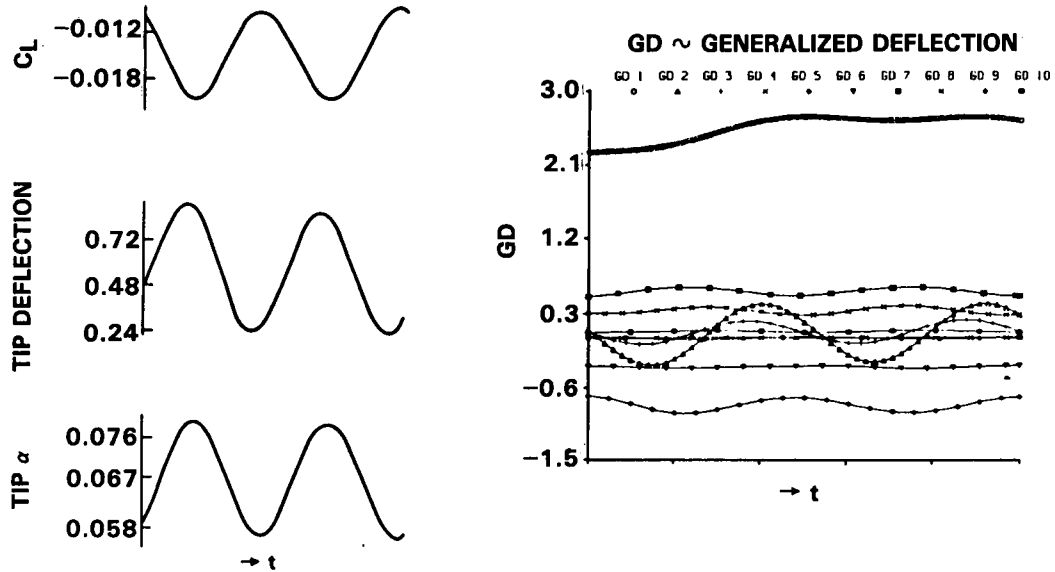 C_L
−0.012
−0.018
TIP DEFLECTION
0.72
0.48
0.24
TIP α
0.076
0.067
0.058
→ t
GD ~ GENERALIZED DEFLECTION
GD 1 GD 2 GD 3 GD 4 GD 5 GD 6 GD 7 GD 8 GD 9 GD 10
GD
3.0
2.1
1.2
0.3
−0.6
−1.5
→ t